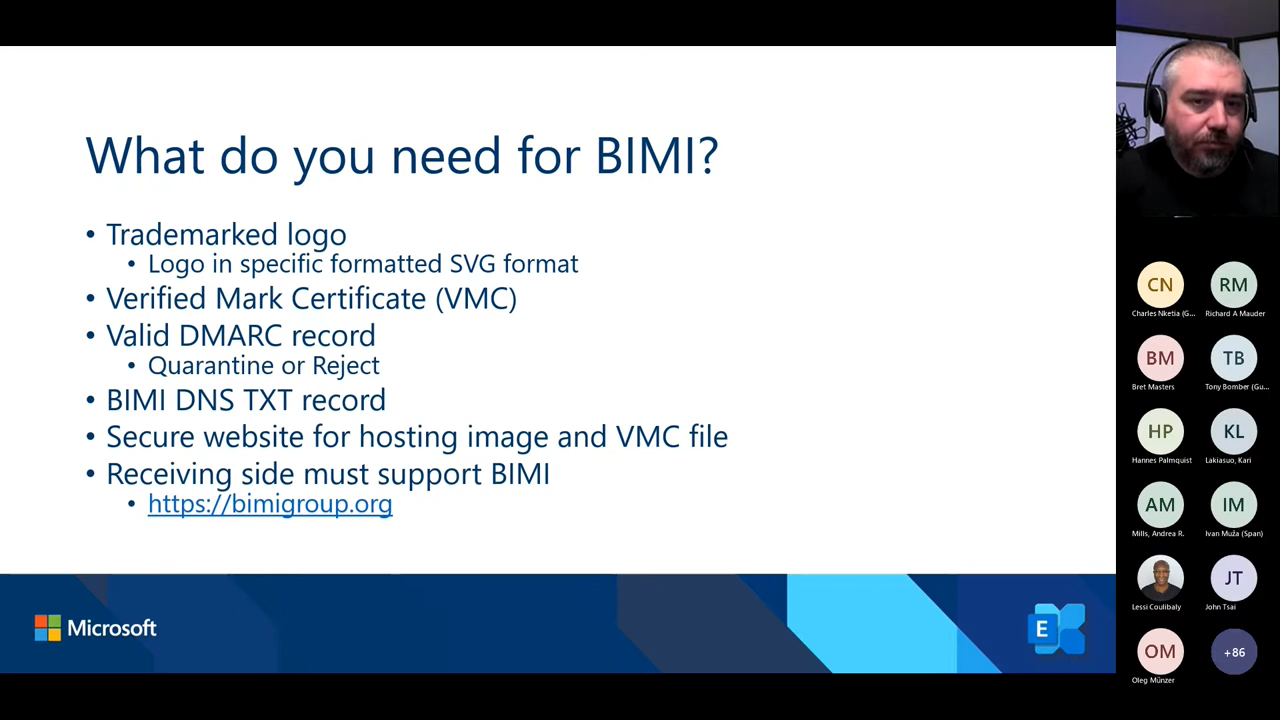 What do you need for BIMI?
• Trademarked logo
• Logo in specific formatted SVG format
• Verified Mark Certificate (VMC)
• Valid DMARC record
• Quarantine or Reject
• BIMI DNS TXT record
• Secure website for hosting image and VMC file
• Receiving side must support BIMI
• https://bimigroup.org
Microsoft
E
CN
RM
Charles Nketia (G...
Richard A Mauder
BM
TB
Bret Masters
Tony Bomber (Gu...
HP
KL
Hannes Palmquist
Lakiasuo, Kari
AM
IM
Mills, Andrea R.
Ivan Muža (Span)
JT
Lessi Coulibaly
John Tsai
OM
+86
Oleg Münzer